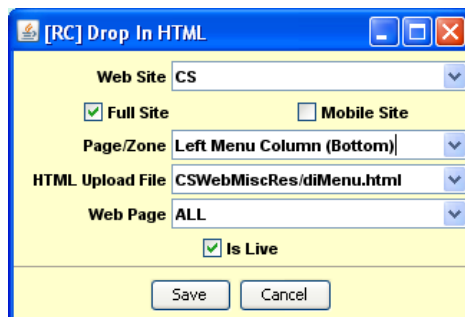 [RC] Drop In HTML
Web Site CS
Full Site Mobile Site
Page/Zone Left Menu Column (Bottom)
HTML Upload File CSWebMiscRes/diMenu.html
Web Page ALL
Is Live
Save Cancel